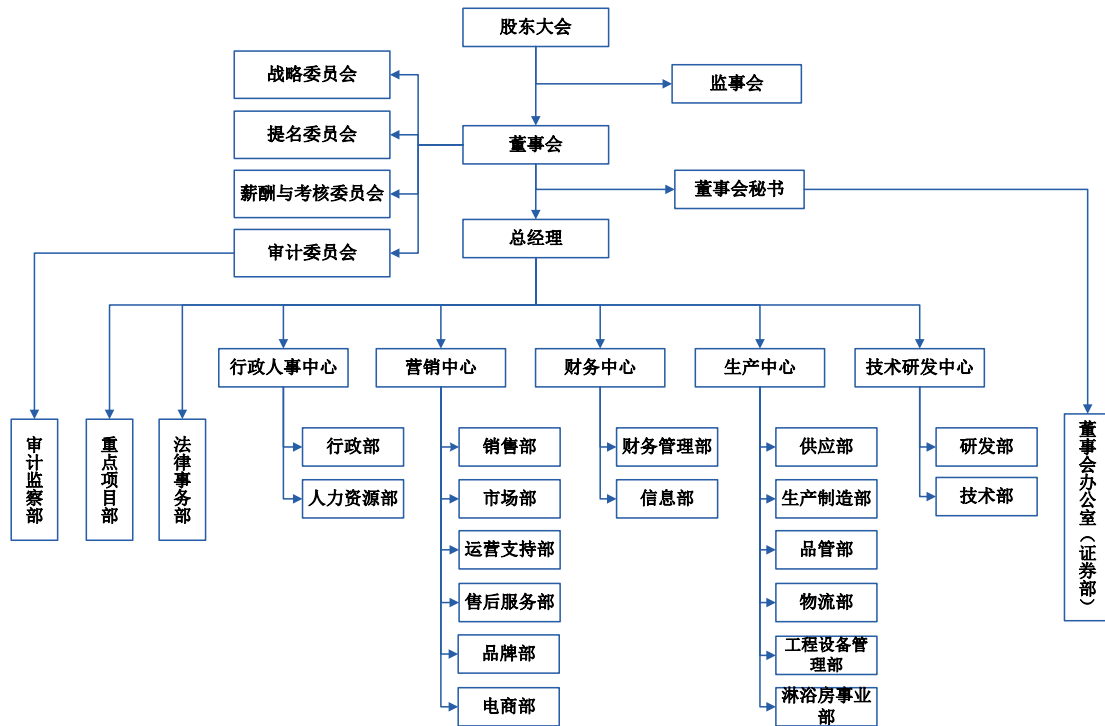 股东大会
战略委员会
监事会
提名委员会
董事会
薪酬与考核委员会
董事会秘书
总经理
审计委员会
行政人事中心
营销中心
财务中心
生产中心
技术研发中心
审计监察部
重点项目部
法律事务部
行政部
人力资源部
销售部
市场部
运营支持部
售后服务部
品牌部
电商部
财务管理部
信息部
供应部
生产制造部
品管部
物流部
工程设备管
理部
淋浴房事业
部
研发部
技术部
董事会办公室（证券部）